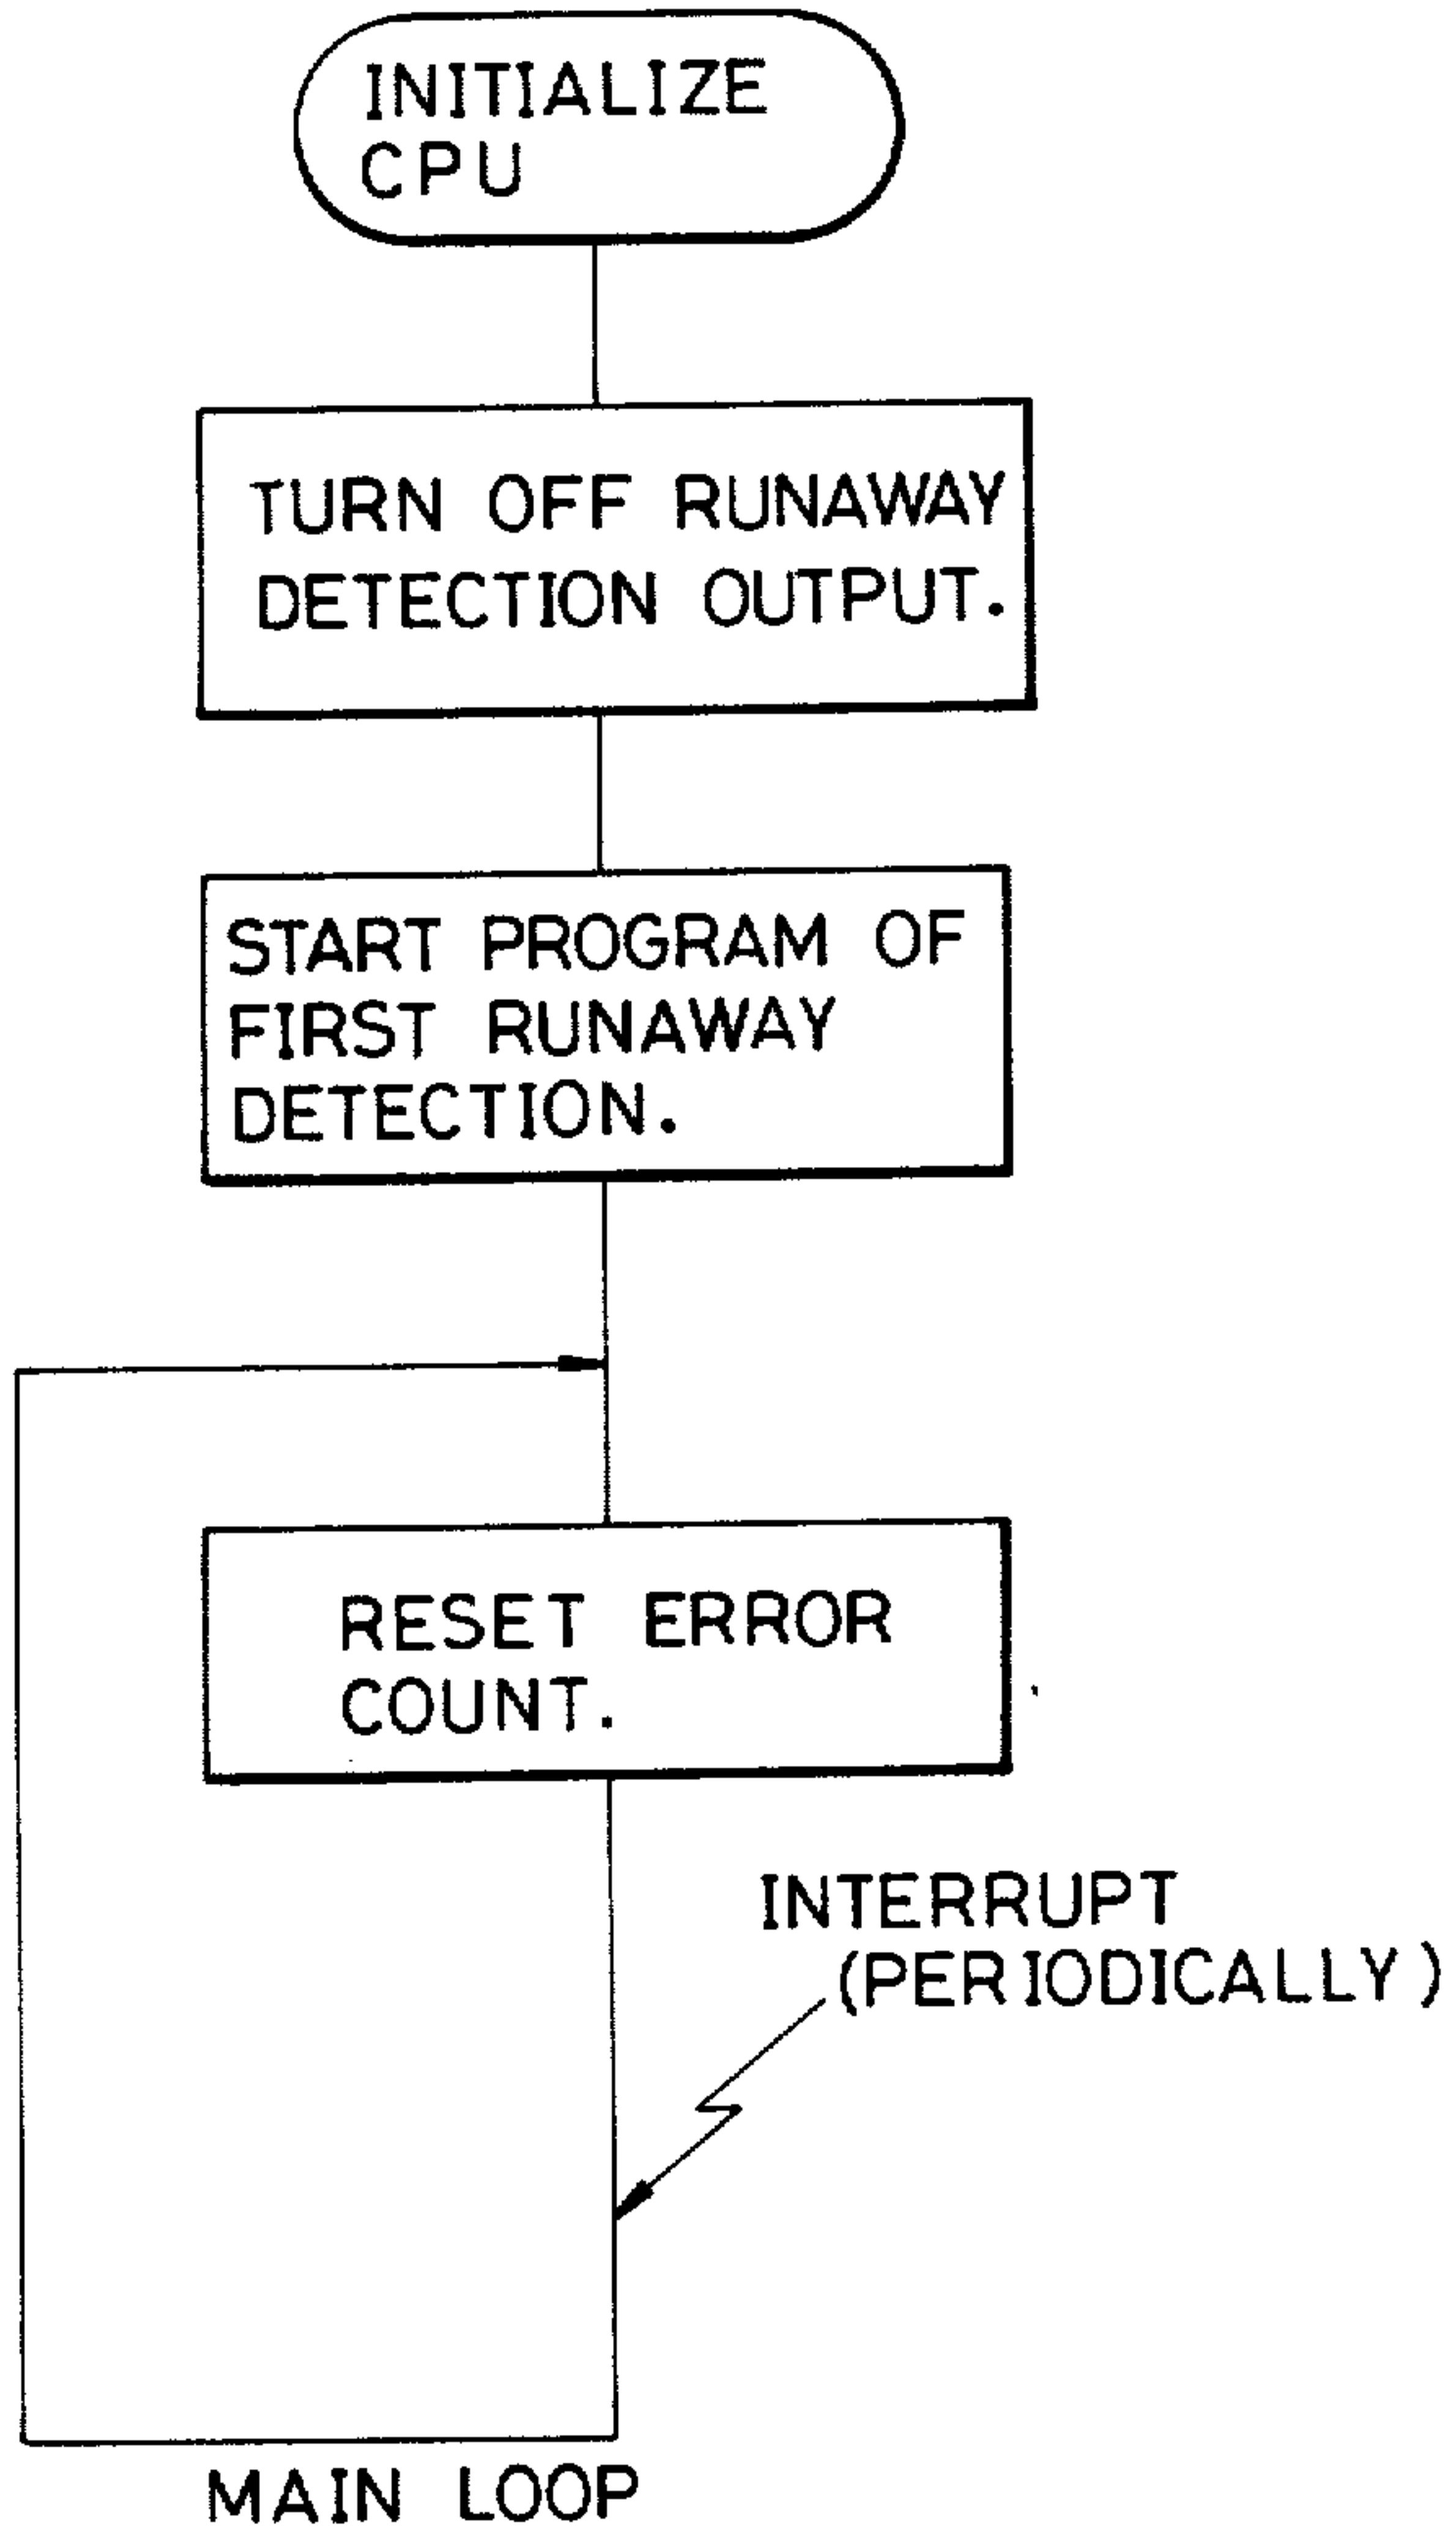 INITIALIZE
CPU
TURN OFF RUNAWAY
DETECTION OUTPUT.
START PROGRAM OF
FIRST RUNAWAY
DETECTION.
RESET ERROR
COUNT.
INTERRUPT
(PERIODICALLY)
MAIN LOOP